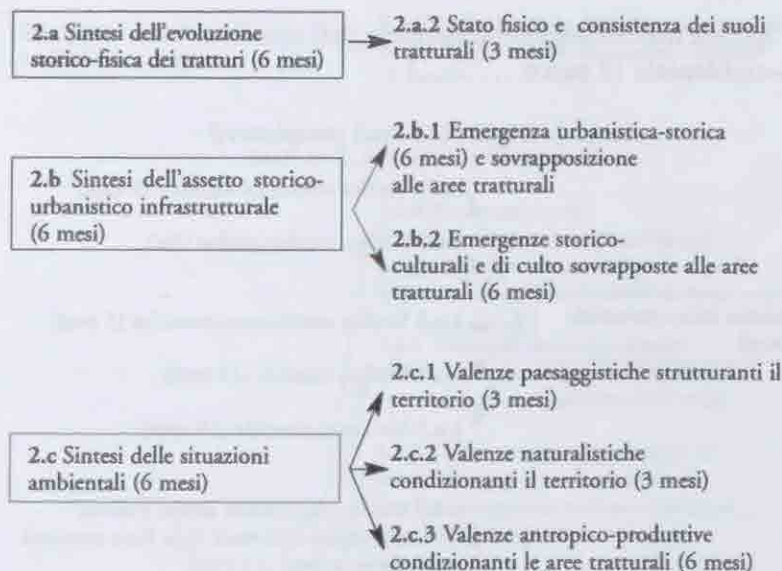 2.a Sintesi dell'evoluzione
storico-fisica dei tratturi (6 mesi)
2.a.2 Stato fisico e consistenza dei suoli
tratturali (3 mesi)
2.b Sintesi dell'assetto storico-
urbanistico infrastrutturale
(6 mesi)
2.b.1 Emergenza urbanistica-storica
(6 mesi) e sovrapposizione
alle aree tratturali
2.b.2 Emergenze storico-
culturali e di culto sovrapposte alle aree
tratturali (6 mesi)
2.c Sintesi delle situazioni
ambientali (6 mesi)
2.c.1 Valenze paesaggistiche strutturanti il
territorio (3 mesi)
2.c.2 Valenze naturalistiche
condizionanti il territorio (3 mesi)
2.c.3 Valenze antropico-produttive
condizionanti le aree tratturali (6 mesi)